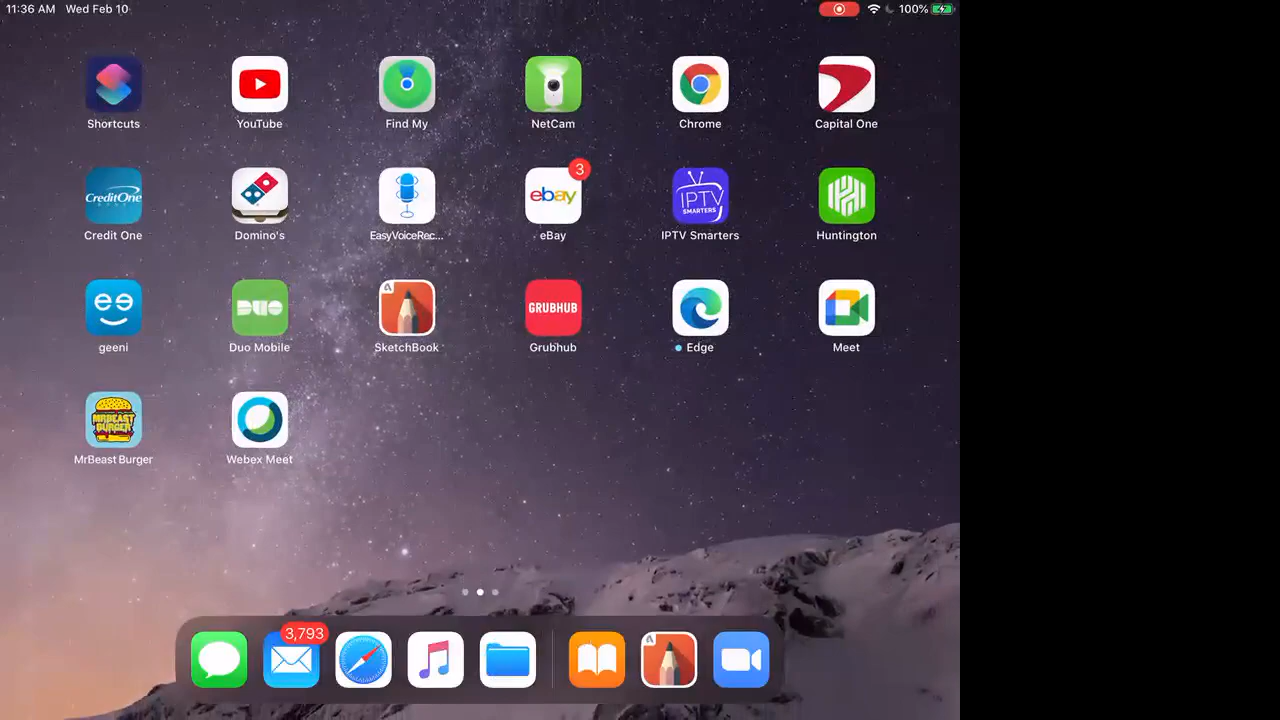 11:36 AM Wed Feb 10
100%
Shortcuts
YouTube
Find My
NetCam
Chrome
Capital One
CreditOne
3
ebay
IPTV
SMARTERS
Credit One
Domino's
EasyVoiceRec...
eBay
IPTV Smarters
Huntington
DUO
A
GRUBHUB
geeni
Duo Mobile
SketchBook
Grubhub
Edge
Meet
MRBEAST
BURGER
MrBeast Burger
Webex Meet
3,793
A